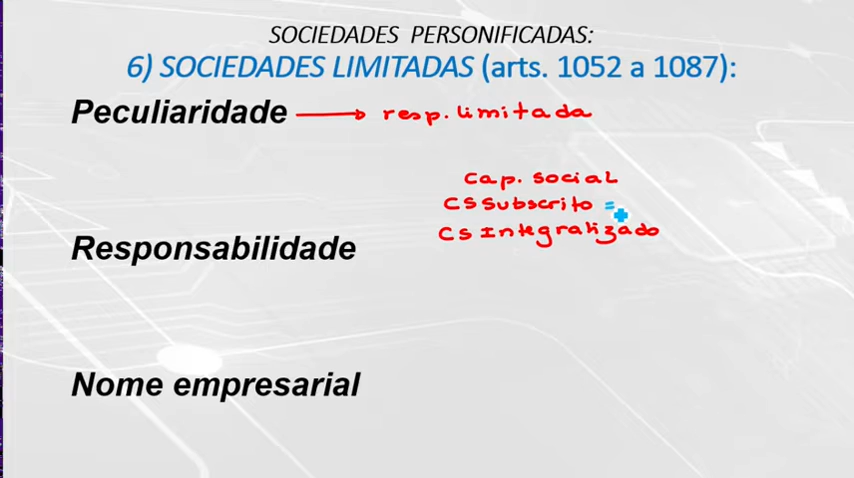 SOCIEDADES PERSONIFICADAS:
6) SOCIEDADES LIMITADAS (arts. 1052 a 1087):
Peculiaridade → resp. limitada
cap. social
CS Subscrito =
Responsabilidade
CS Integralizado
Nome empresarial